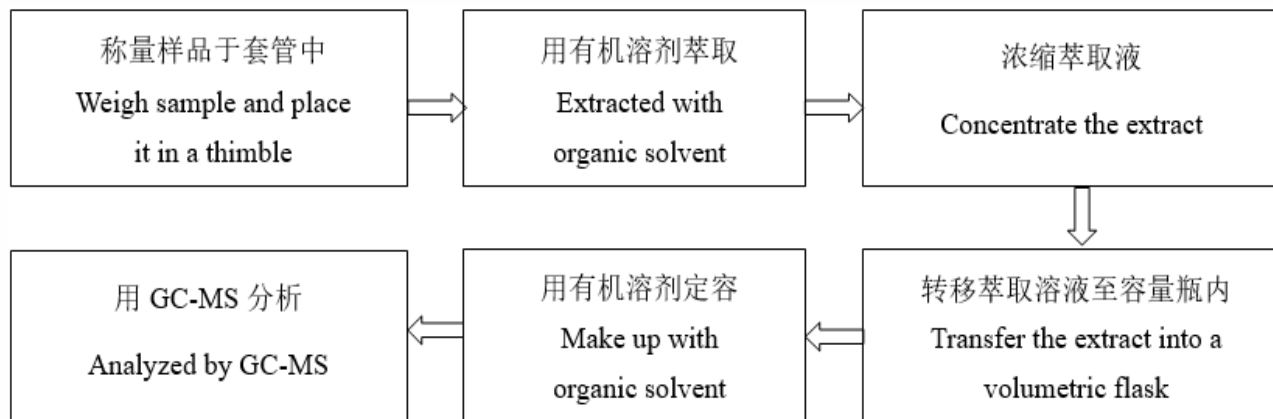 称量样品于套管中
Weigh sample and place
it in a thimble
用有机溶剂萃取
Extracted with
organic solvent
浓缩萃取液
Concentrate the extract
转移萃取溶液至容量瓶内
Transfer the extract into a
volumetric flask
用有机溶剂定容
Make up with
organic solvent
用 GC-MS 分析
Analyzed by GC-MS